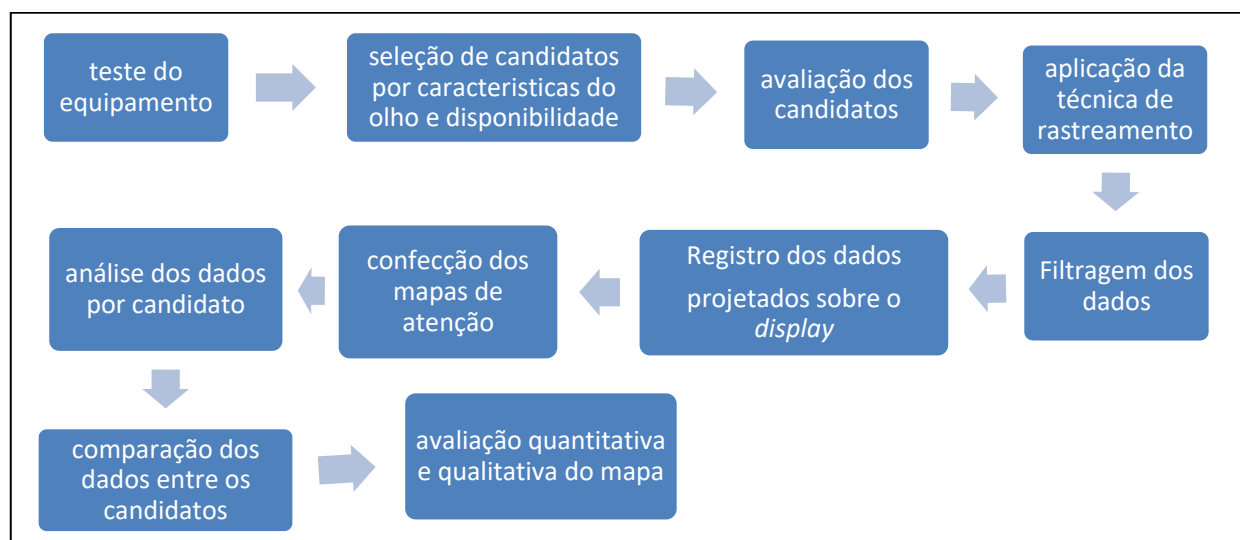 teste do
equipamento
seleção de candidatos
por caracteristicas do
olho e disponibilidade
avaliação dos
candidatos
aplicação da
técnica de
rastreamento
Filtragem dos
dados
Registro dos dados
projetados sobre o
display
confecção dos
mapas de
atenção
análise dos dados
por candidato
comparação dos
dados entre os
candidatos
avaliação quantitativa
e qualitativa do mapa